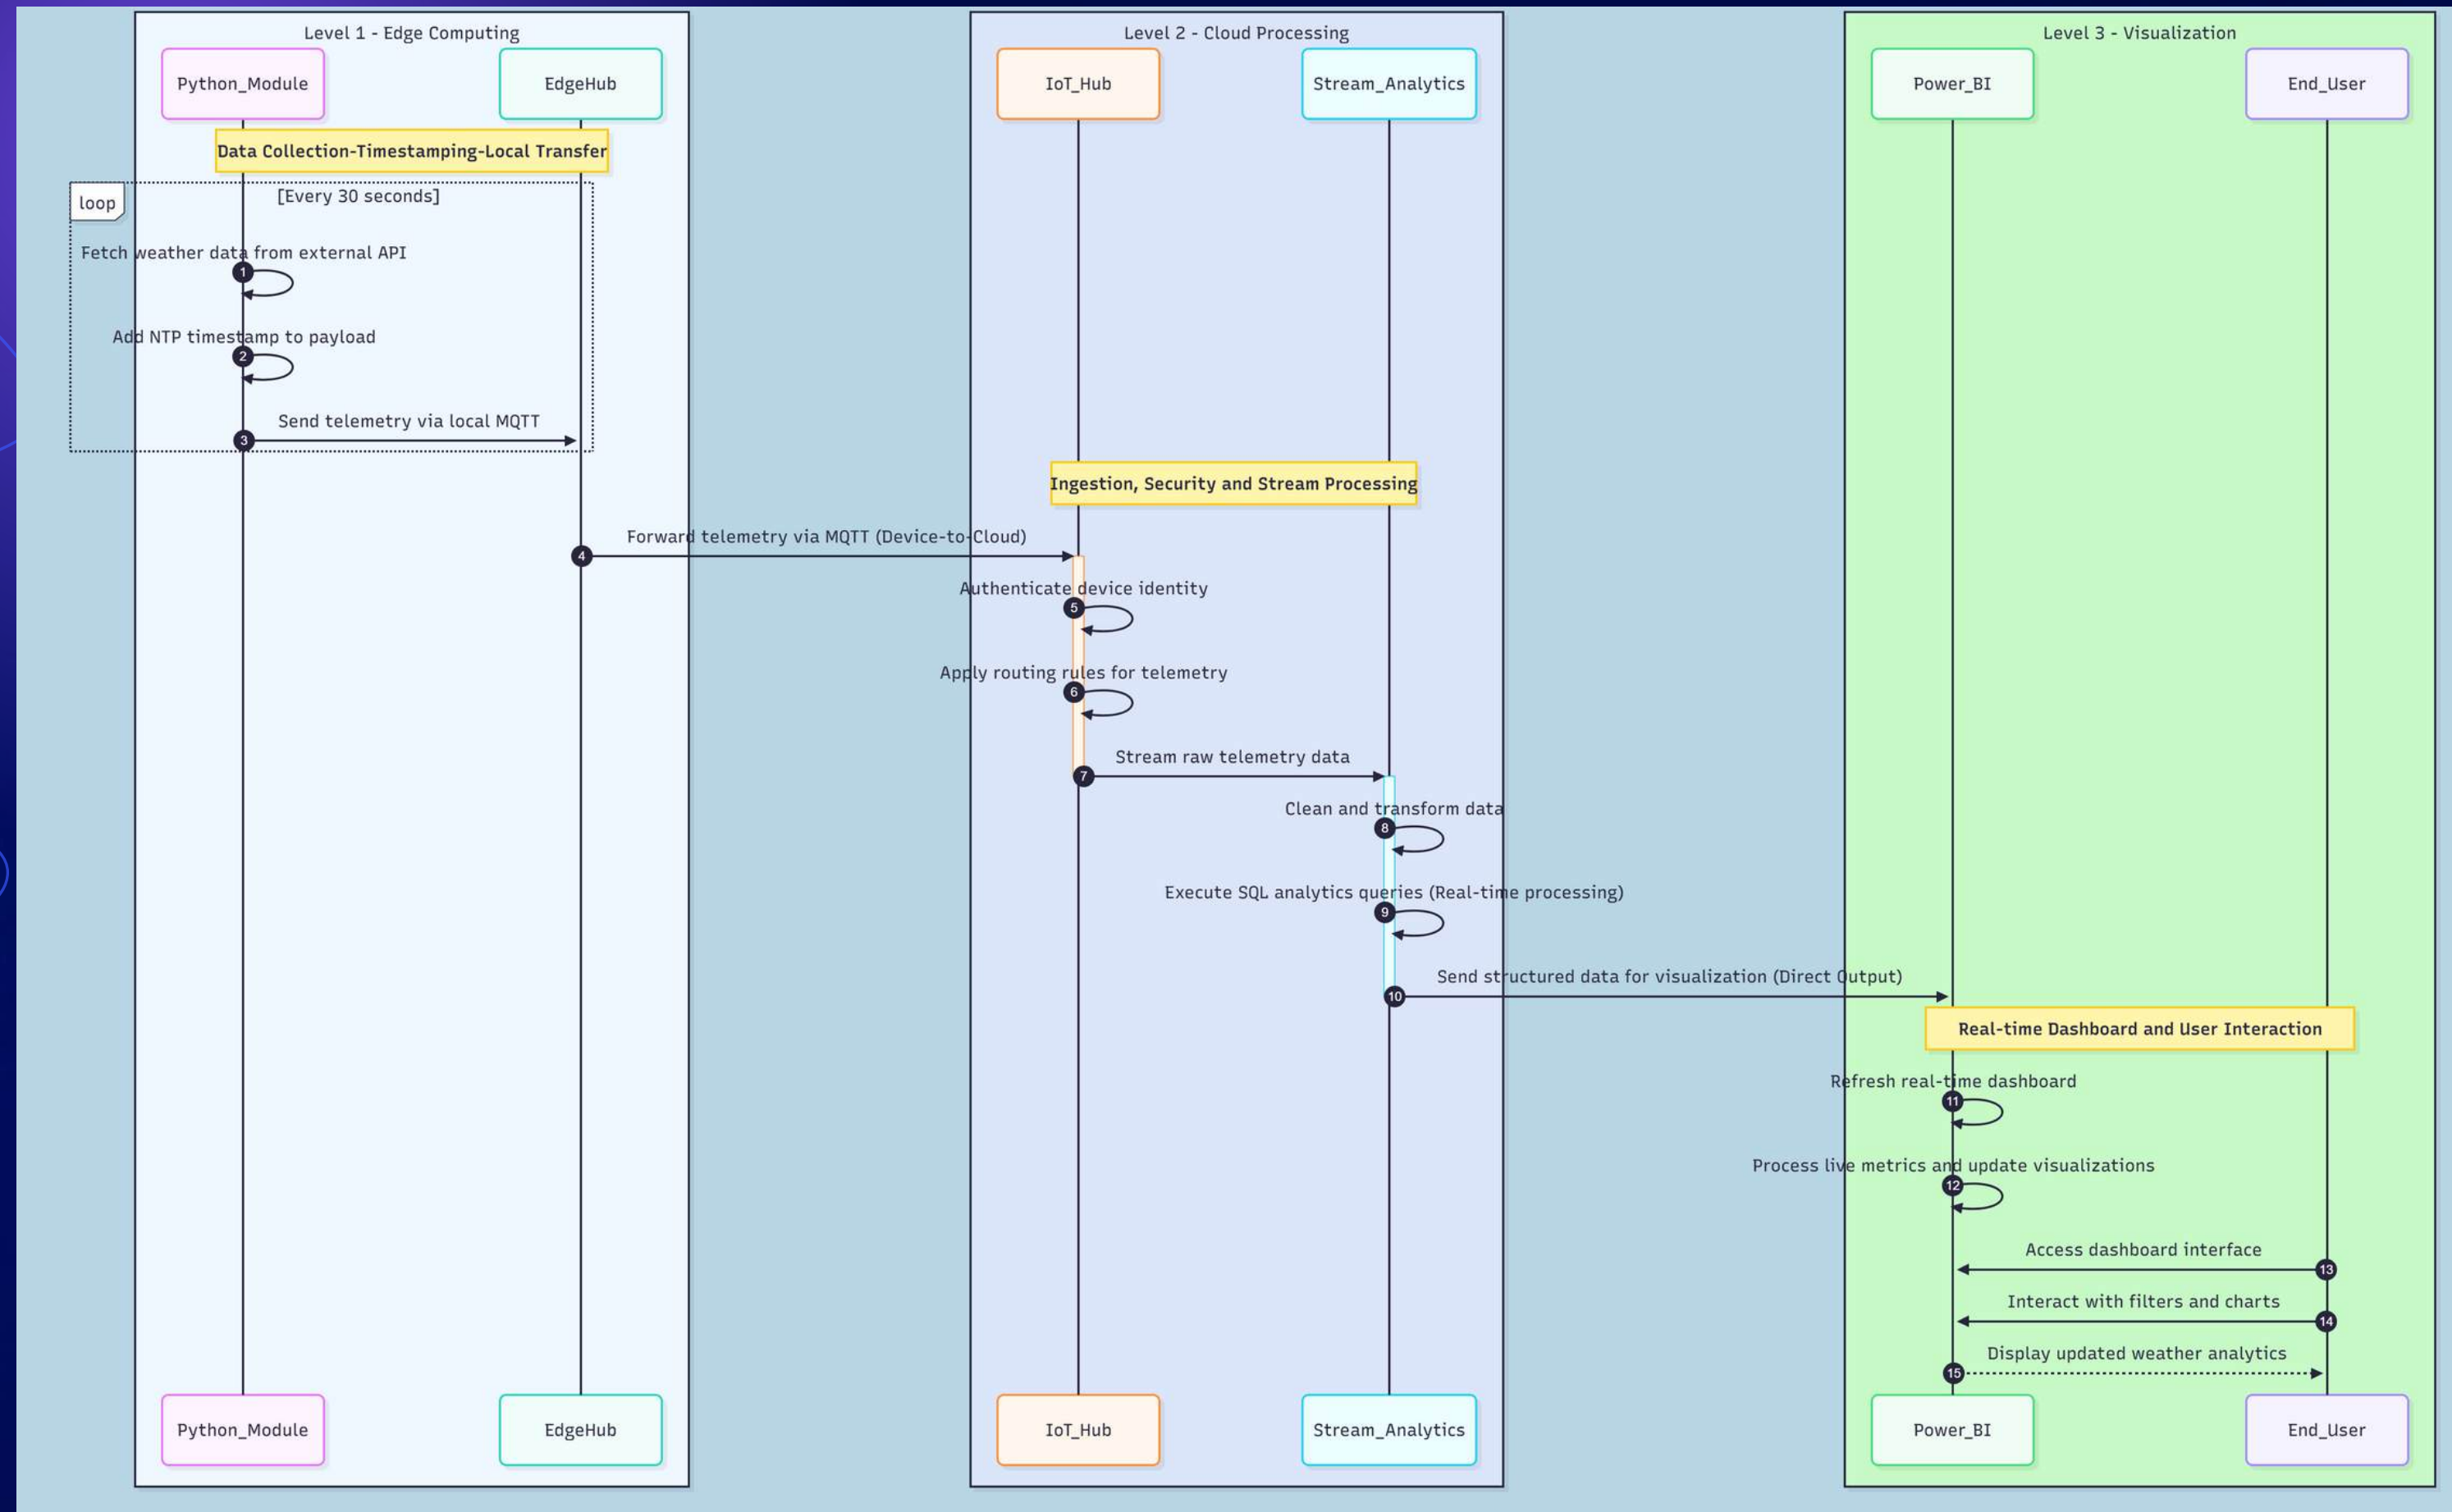 Level 1 - Edge Computing
Level 2 - Cloud Processing
Level 3 - Visualization
Python_Module
EdgeHub
IoT_Hub
Stream_Analytics
Power_BI
End_User
Data Collection-Timestamping-Local Transfer
loop
[Every 30 seconds]
Fetch weather data from external API
1
Add NTP timestamp to payload
2
Send telemetry via local MQTT
3
Ingestion, Security and Stream Processing
Forward telemetry via MQTT (Device-to-Cloud)
4
Authenticate device identity
5
Apply routing rules for telemetry
6
Stream raw telemetry data
7
Clean and transform data
8
Execute SQL analytics queries (Real-time processing)
9
Send structured data for visualization (Direct Output)
10
Real-time Dashboard and User Interaction
Refresh real-time dashboard
11
Process live metrics and update visualizations
12
Access dashboard interface
13
Interact with filters and charts
14
Display updated weather analytics
15
Python_Module
EdgeHub
IoT_Hub
Stream_Analytics
Power_BI
End_User